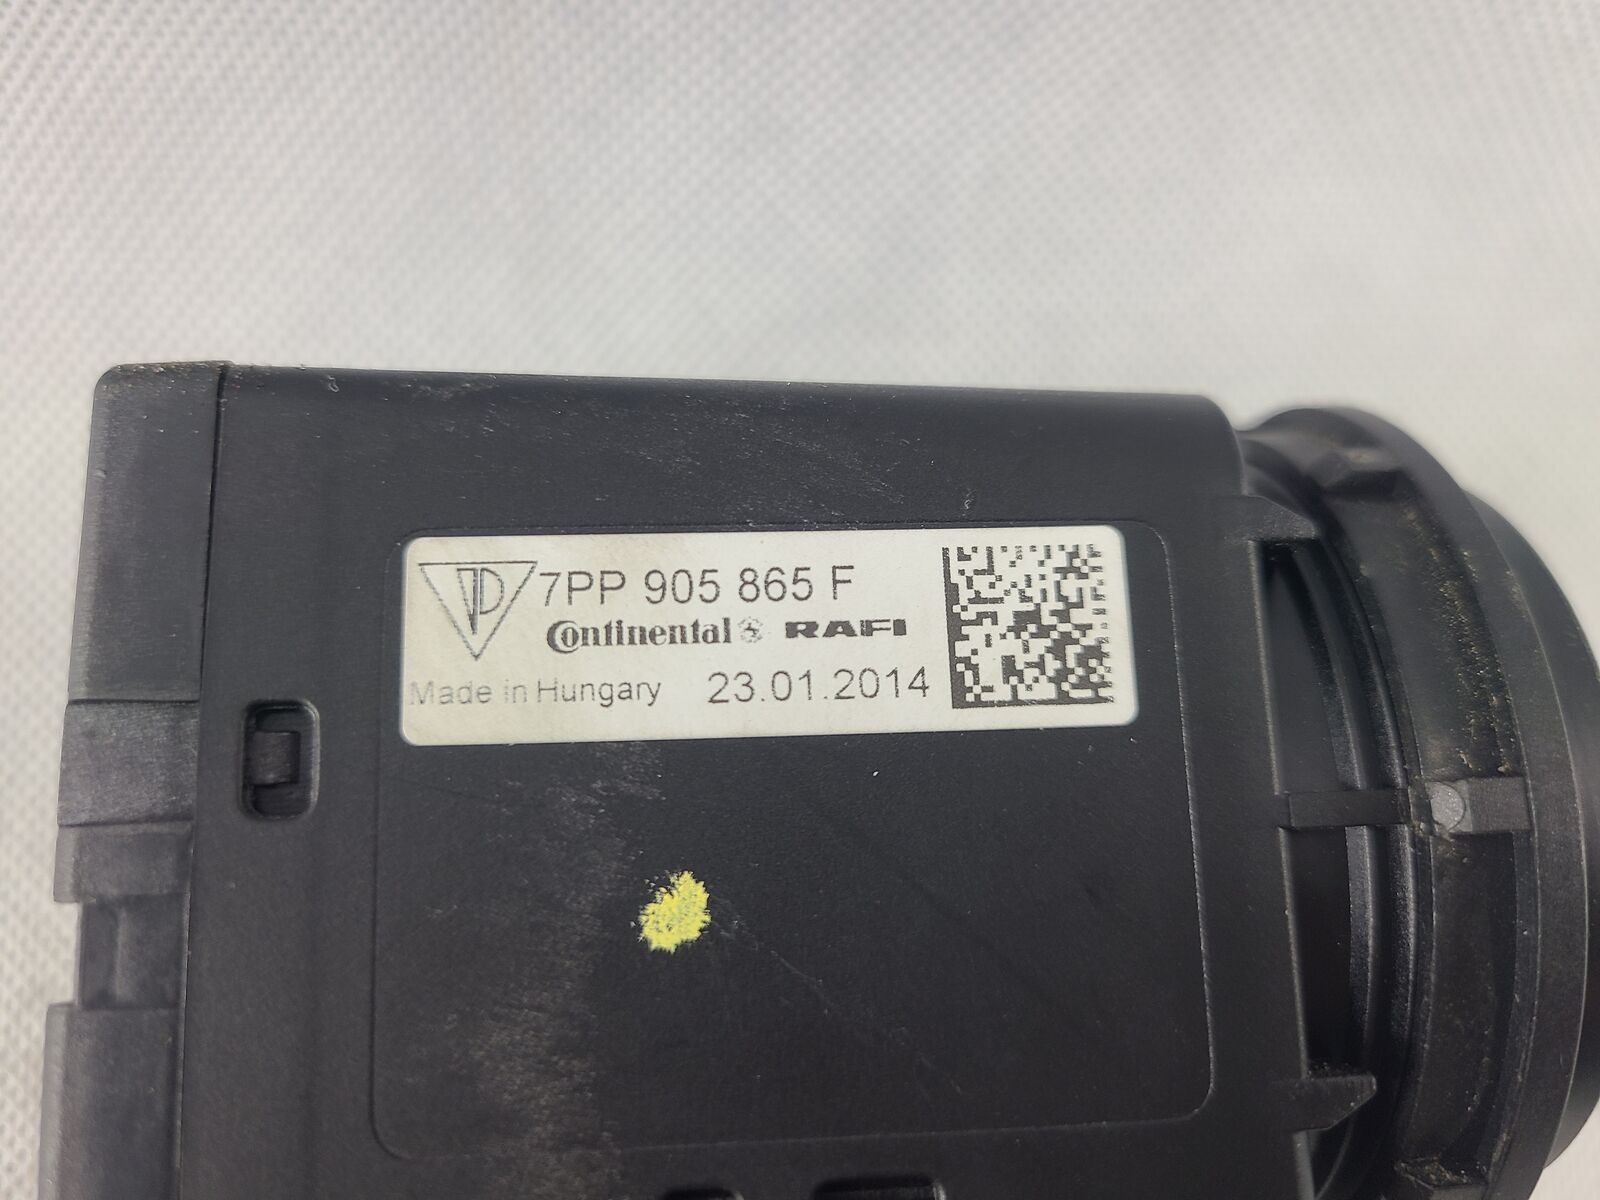 7PP 905 865 F
Continental RAFI
Made in Hungary 23.01.2014